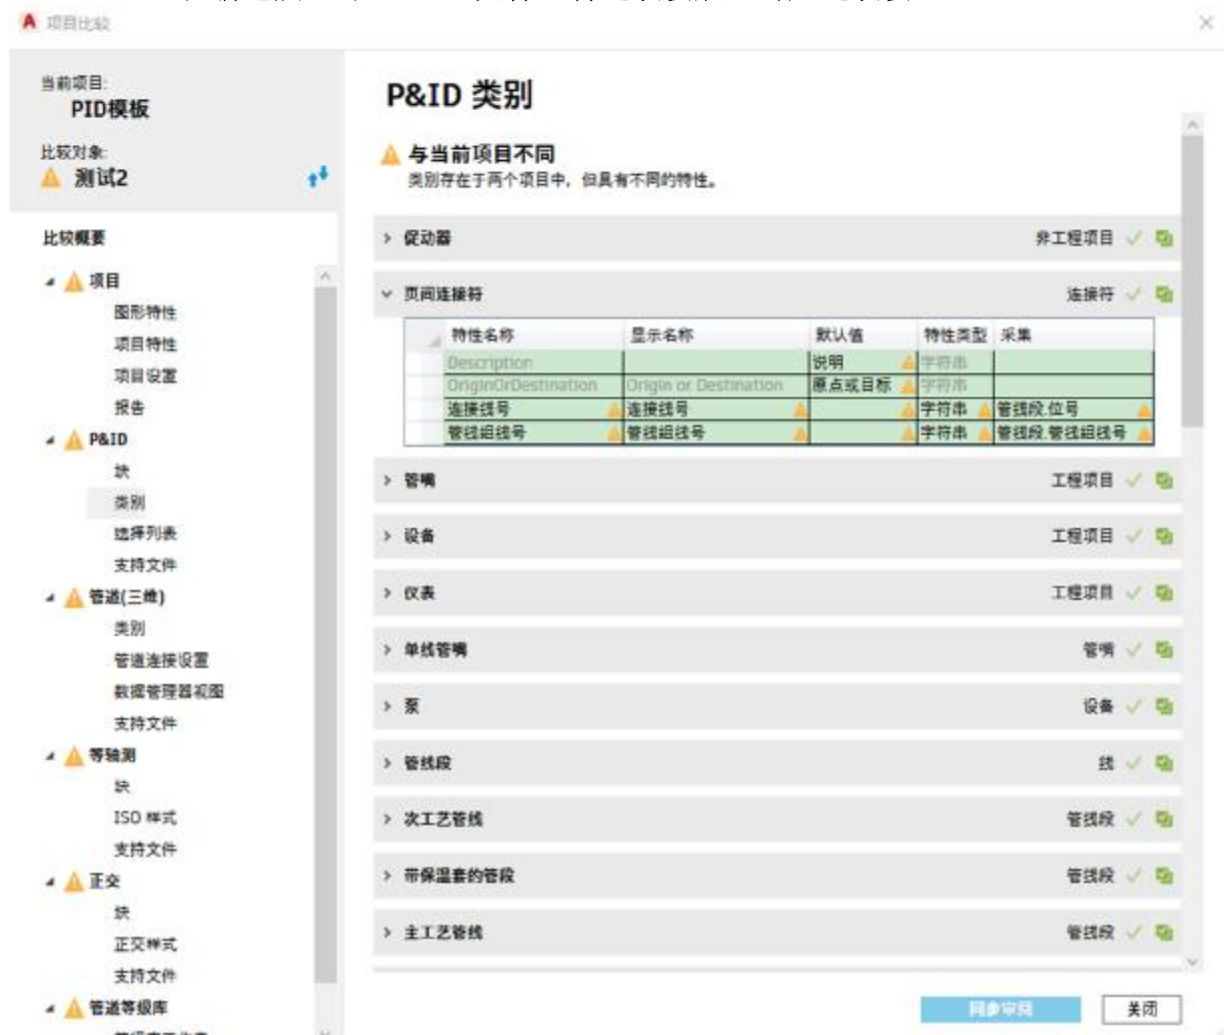 项目比较
当前项目:
PID模板
比较对象:
测试2
比较概要
项目
图形特性
项目特性
项目设置
报告
P&ID
块
类别
选择列表
支持文件
管道(三维)
类别
管道连接设置
数据管理器视图
支持文件
等轴测
块
ISO 样式
支持文件
正交
块
正交样式
支持文件
管道等级库
P&ID 类别
与当前项目不同
类别存在于两个项目中，但具有不同的特性。
促动器 非工程项目
页间连接符 连接符
特性名称 显示名称 默认值 特性类型 采集
Description 说明 字符串
OriginOrDestination Origin or Destination 原点或目标 字符串
连接线号 连接线号 字符串 管线段.位号
管线组线号 管线组线号 字符串 管线段.管线组线号
管嘴 工程项目
设备 工程项目
仪表 工程项目
单线管嘴 管嘴
泵 设备
管线段 线
次工艺管线 管线段
带保温套的管段 管线段
主工艺管线 管线段
同步审阅 关闭